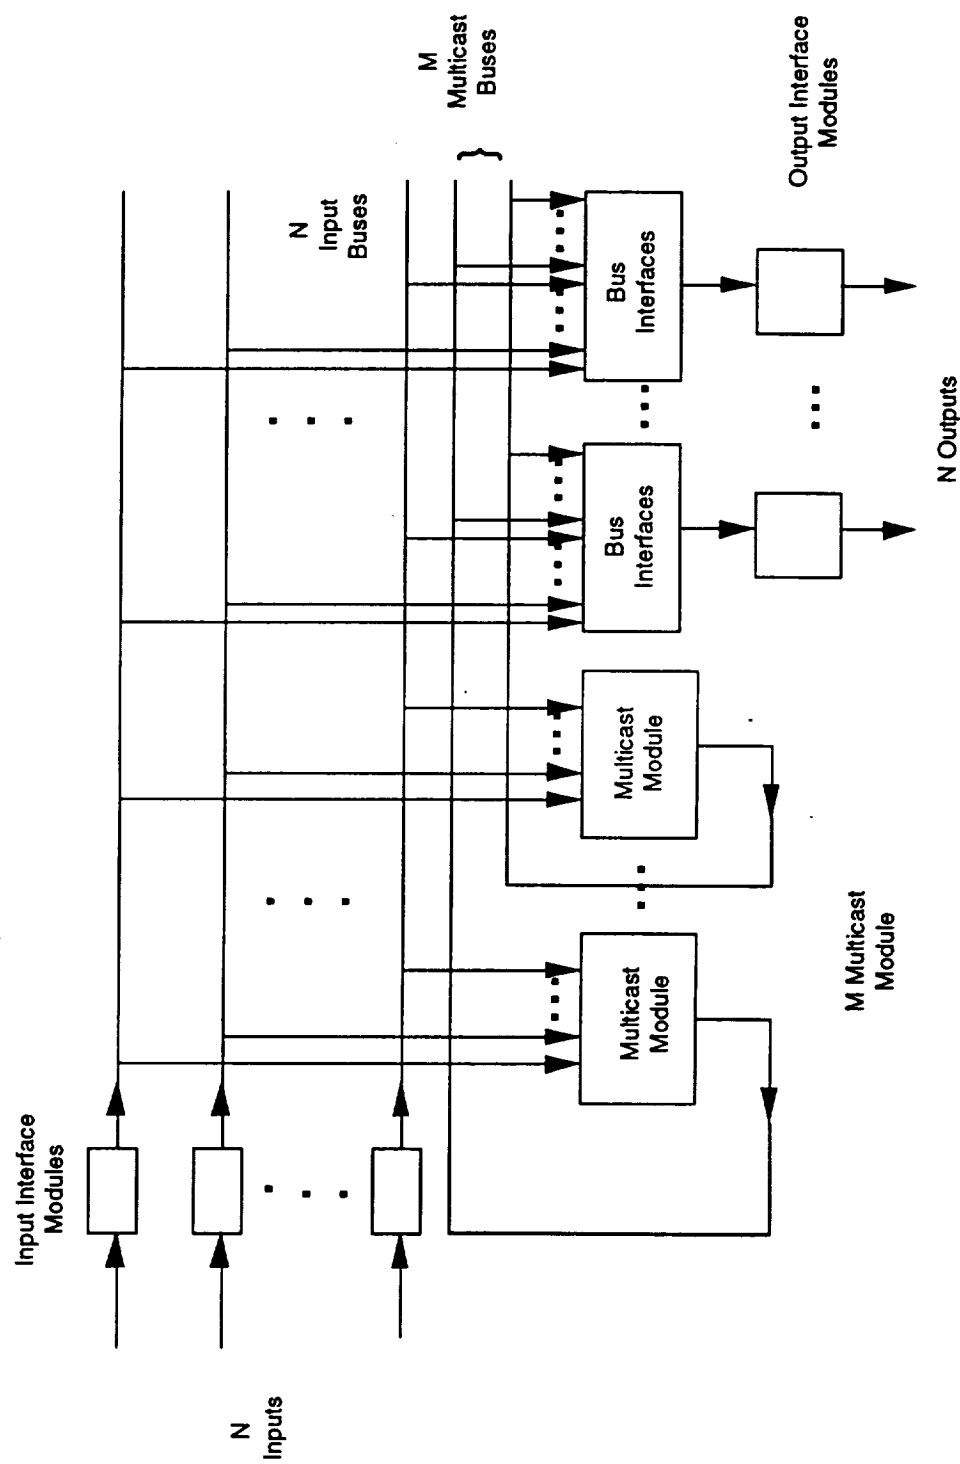 Input Interface
Modules
N
Inputs
N
Input
Buses
M
Multicast
Buses
Multicast
Module
Multicast
Module
Bus
Interfaces
Bus
Interfaces
M Multicast
Module
Output Interface
Modules
N Outputs